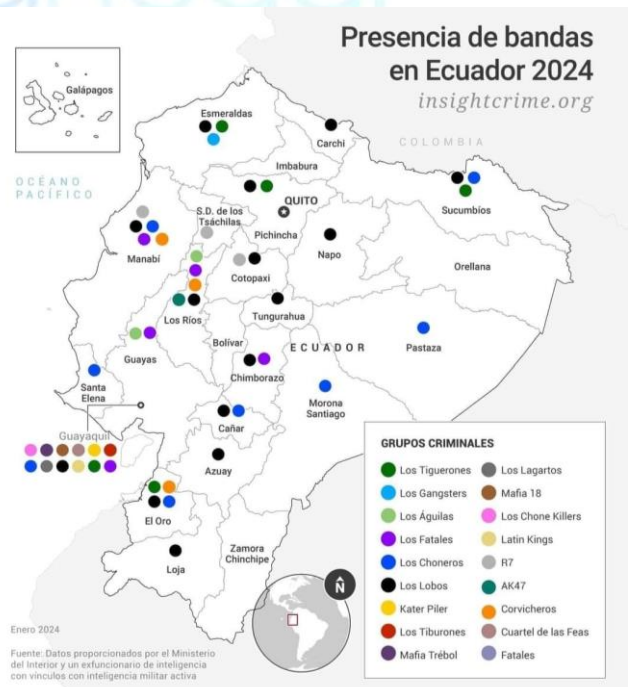 Presencia de bandas
en Ecuador 2024
insightcrime.org
Galápagos
OCÉANO
PACÍFICO
COLOMBIA
Esmeraldas
Carchi
Imbabura
Sucumbíos
S.D. de los
Tsáchilas
QUITO
Pichincha
Manabí
Napo
Orellana
Cotopaxi
Los Ríos
Tungurahua
Bolívar
ECUADOR
Pastaza
Guayas
Chimborazo
Santa
Elena
Morona
Santiago
Guayaquil
Cañar
Azuay
El Oro
Zamora
Chinchipe
Loja
GRUPOS CRIMINALES
Los Tiguerones
Los Gangsters
Los Águilas
Los Fatales
Los Choneros
Los Lobos
Kater Piler
Los Tiburones
Mafia Trébol
Los Lagartos
Mafia 18
Los Chone Killers
Latin Kings
R7
AK47
Corvicheros
Cuartel de las Feas
Fatales
N
Enero 2024
Fuente: Datos proporcionados por el Ministerio
del Interior y un exfuncionario de inteligencia
con vínculos con inteligencia militar activa